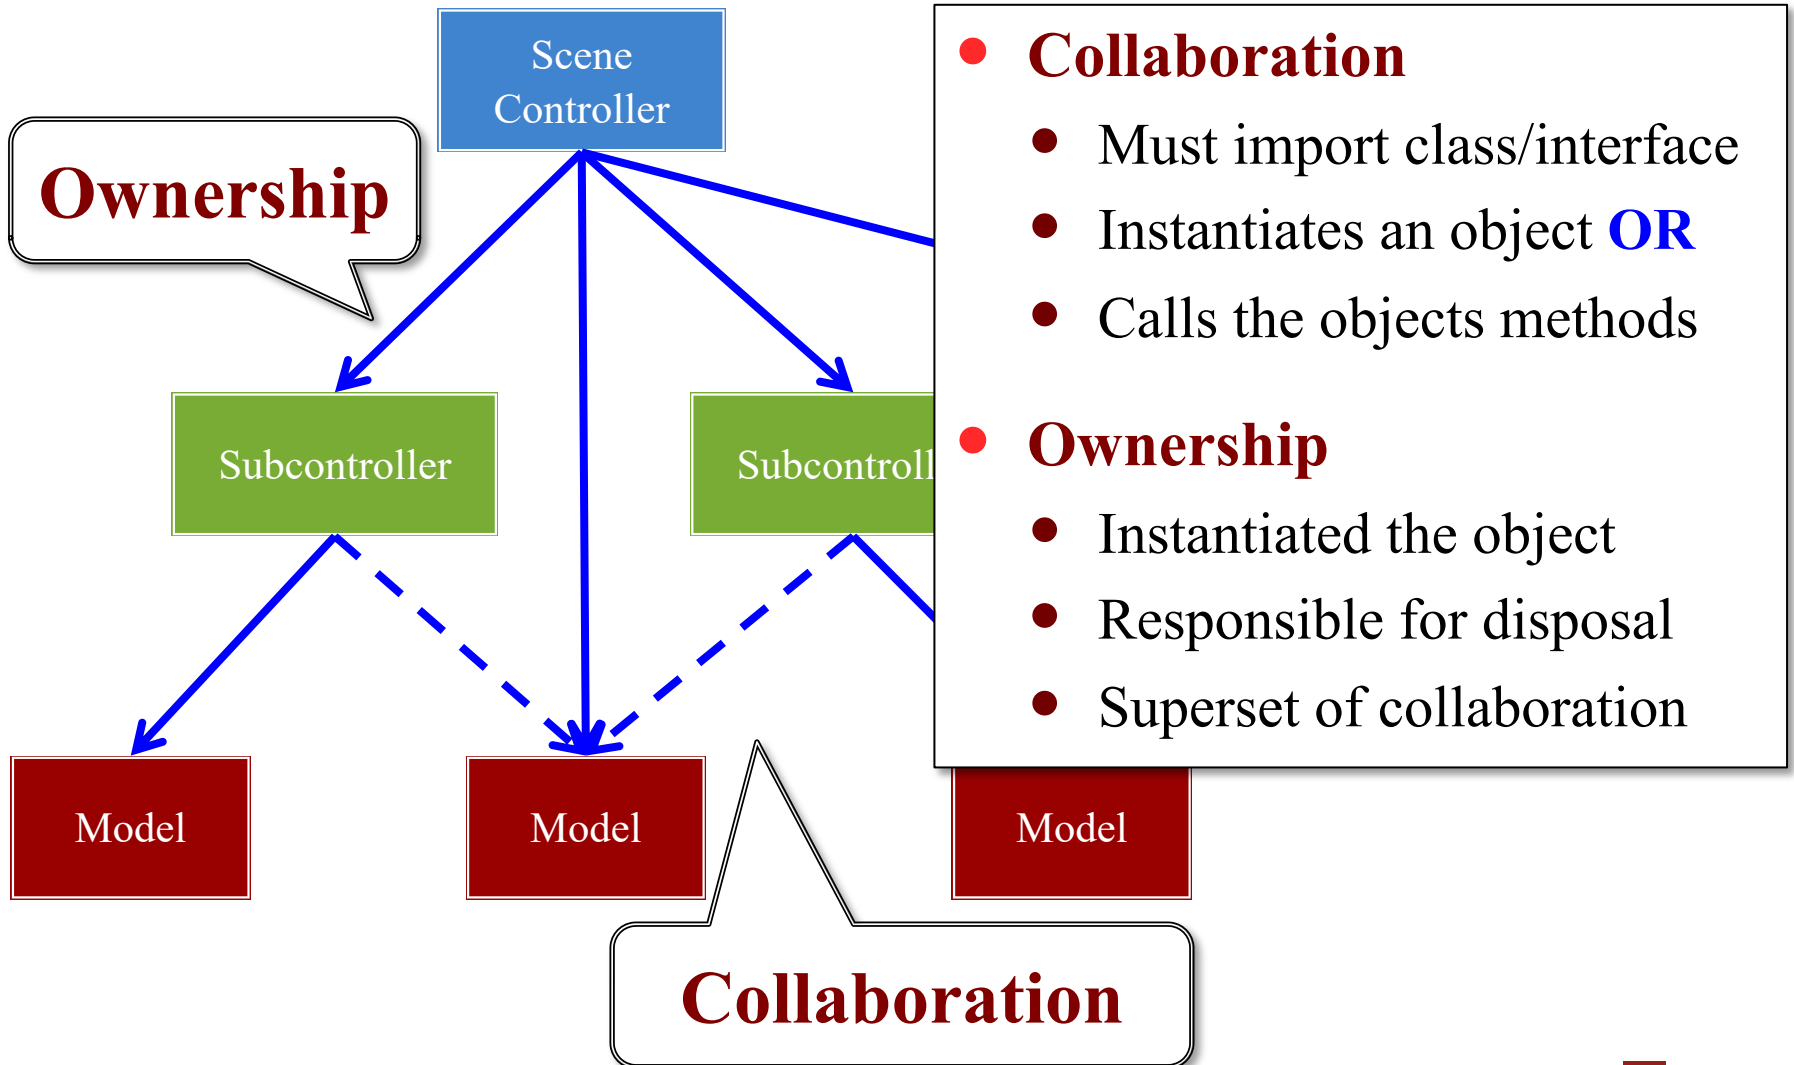 Scene
Controller
Ownership
Subcontroller
Subcontroll
Model
Model
Model
Collaboration
Collaboration
Must import class/interface
Instantiates an object OR
Calls the objects methods
Ownership
Instantiated the object
Responsible for disposal
Superset of collaboration